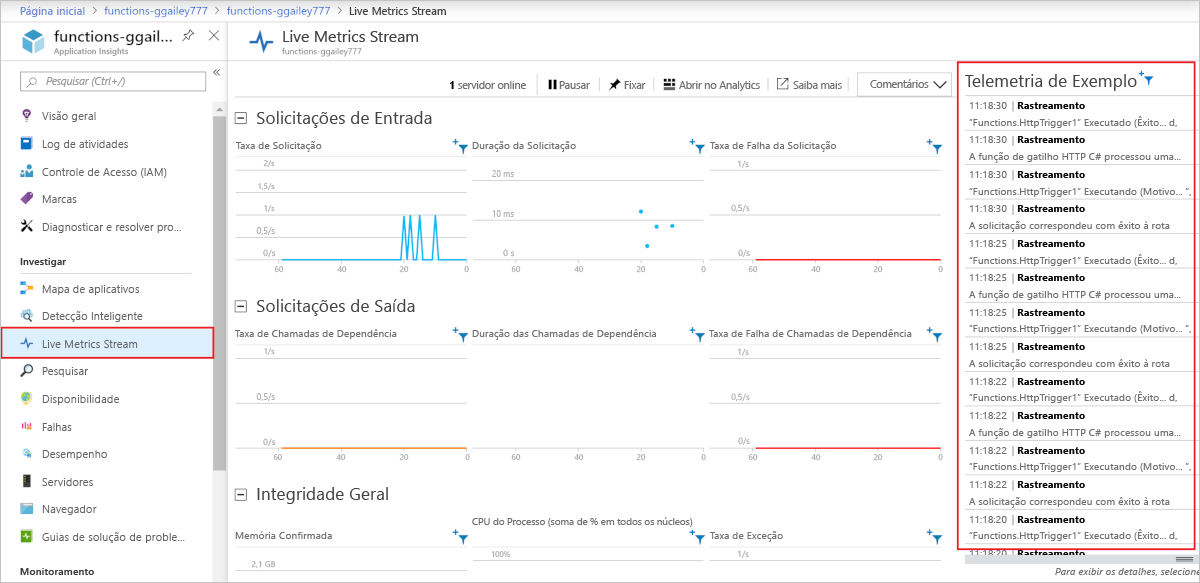 Página inicial > functions-ggailey777 > functions-ggailey777 > Live Metrics Stream
functions-ggail...
Application Insights
Pesquisar (Ctrl+/)
Visão geral
Log de atividades
Controle de Acesso (IAM)
Marcas
Diagnosticar e resolver pro...
Investigar
Mapa de aplicativos
Detecção Inteligente
Live Metrics Stream
Pesquisar
Disponibilidade
Falhas
Desempenho
Servidores
Navegador
Guias de solução de proble...
Monitoramento
Live Metrics Stream
functions-ggailey777
1 servidor online
Pausar
Fixar
Abrir no Analytics
Saiba mais
Comentários
Solicitações de Entrada
Taxa de Solicitação
2/s
1,5/s
1/s
0,5/s
0/s
60 40 20 0
Duração da Solicitação
20 ms
10 ms
0 s
60 40 20 0
Taxa de Falha da Solicitação
1/s
0,5/s
0/s
60 40 20 0
Solicitações de Saída
Taxa de Chamadas de Dependência
1/s
0,5/s
0/s
60 40 20 0
Duração das Chamadas de Dependência
60 40 20 0
Taxa de Falha de Chamadas de Dependência
1/s
0,5/s
0/s
60 40 20 0
Integridade Geral
Memória Confirmada
2,1 GB
CPU do Processo (soma de % em todos os núcleos)
100%
Taxa de Exceção
1/s
Telemetria de Exemplo
11:18:30 | Rastreamento
“Functions.HttpTrigger1” Executado (Êxito... d,
11:18:30 | Rastreamento
A função de gatilho HTTP C# processou uma...
11:18:30 | Rastreamento
“Functions.HttpTrigger1” Executando (Motivo... ”,
11:18:30 | Rastreamento
A solicitação correspondeu com êxito à rota
11:18:25 | Rastreamento
“Functions.HttpTrigger1” Executado (Êxito... d,
11:18:25 | Rastreamento
A função de gatilho HTTP C# processou uma...
11:18:25 | Rastreamento
“Functions.HttpTrigger1” Executando (Motivo... ”,
11:18:25 | Rastreamento
A solicitação correspondeu com êxito à rota
11:18:22 | Rastreamento
“Functions.HttpTrigger1” Executado (Êxito... d,
11:18:22 | Rastreamento
A função de gatilho HTTP C# processou uma...
11:18:22 | Rastreamento
“Functions.HttpTrigger1” Executando (Motivo... ”,
11:18:22 | Rastreamento
A solicitação correspondeu com êxito à rota
11:18:20 | Rastreamento
“Functions.HttpTrigger1” Executado (Êxito... d,
11:18:20 | Rastreamento
Para exibir os detalhes, selecione